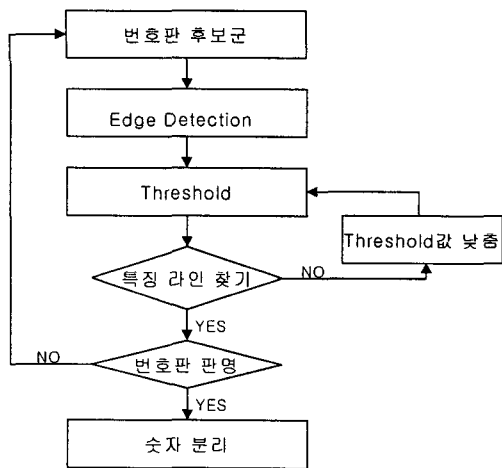 번호판 후보군
Edge Detection
Threshold
Threshold값 낮춤
특징 라인 찾기
NO
YES
NO
번호판 판명
YES
숫자 분리